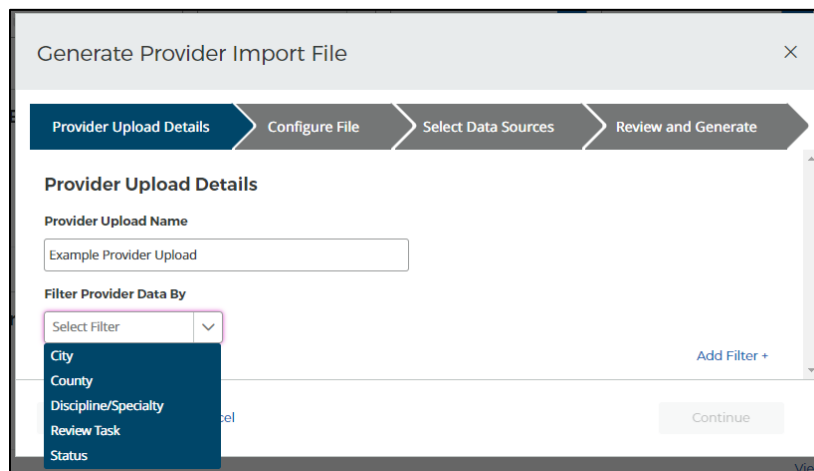 Generate Provider Import File
Provider Upload Details
Configure File
Select Data Sources
Review and Generate
Provider Upload Details
Provider Upload Name
Example Provider Upload
Filter Provider Data By
Select Filter
City
Add Filter +
County
Discipline/Specialty
Review Task
Continue
Status